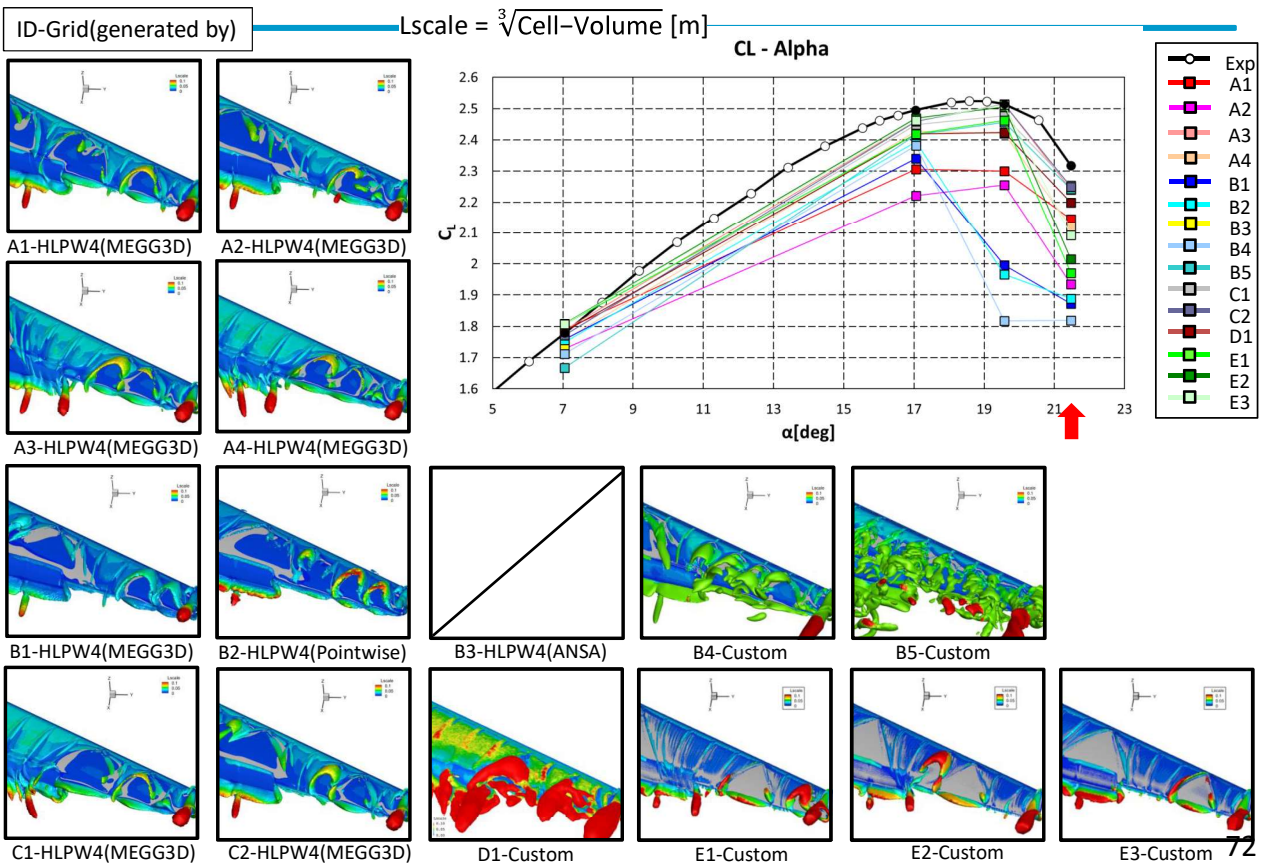 ID-Grid(generated by)
Lscale = ∛Cell−Volume [m]
CL - Alpha
2.6
2.5
2.4
2.3
2.2
2.1
2
1.9
1.8
1.7
1.6
CL
5 7 9 11 13 15 17 19 21 23
α[deg]
Exp
A1
A2
A3
A4
B1
B2
B3
B4
B5
C1
C2
D1
E1
E2
E3
A1-HLPW4(MEGG3D) A2-HLPW4(MEGG3D)
A3-HLPW4(MEGG3D) A4-HLPW4(MEGG3D)
B1-HLPW4(MEGG3D) B2-HLPW4(Pointwise) B3-HLPW4(ANSA) B4-Custom B5-Custom
C1-HLPW4(MEGG3D) C2-HLPW4(MEGG3D) D1-Custom E1-Custom E2-Custom E3-Custom
72